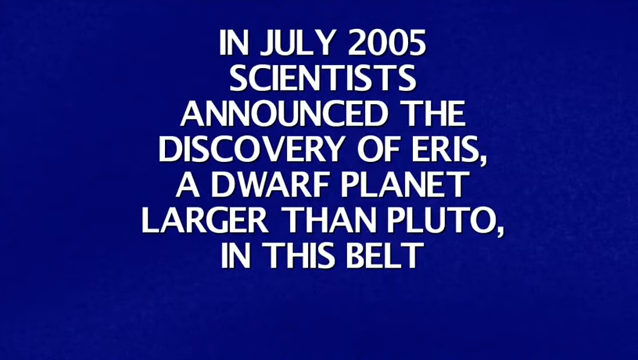 IN JULY 2005
SCIENTISTS
ANNOUNCED THE
DISCOVERY OF ERIS,
A DWARF PLANET
LARGER THAN PLUTO,
IN THIS BELT